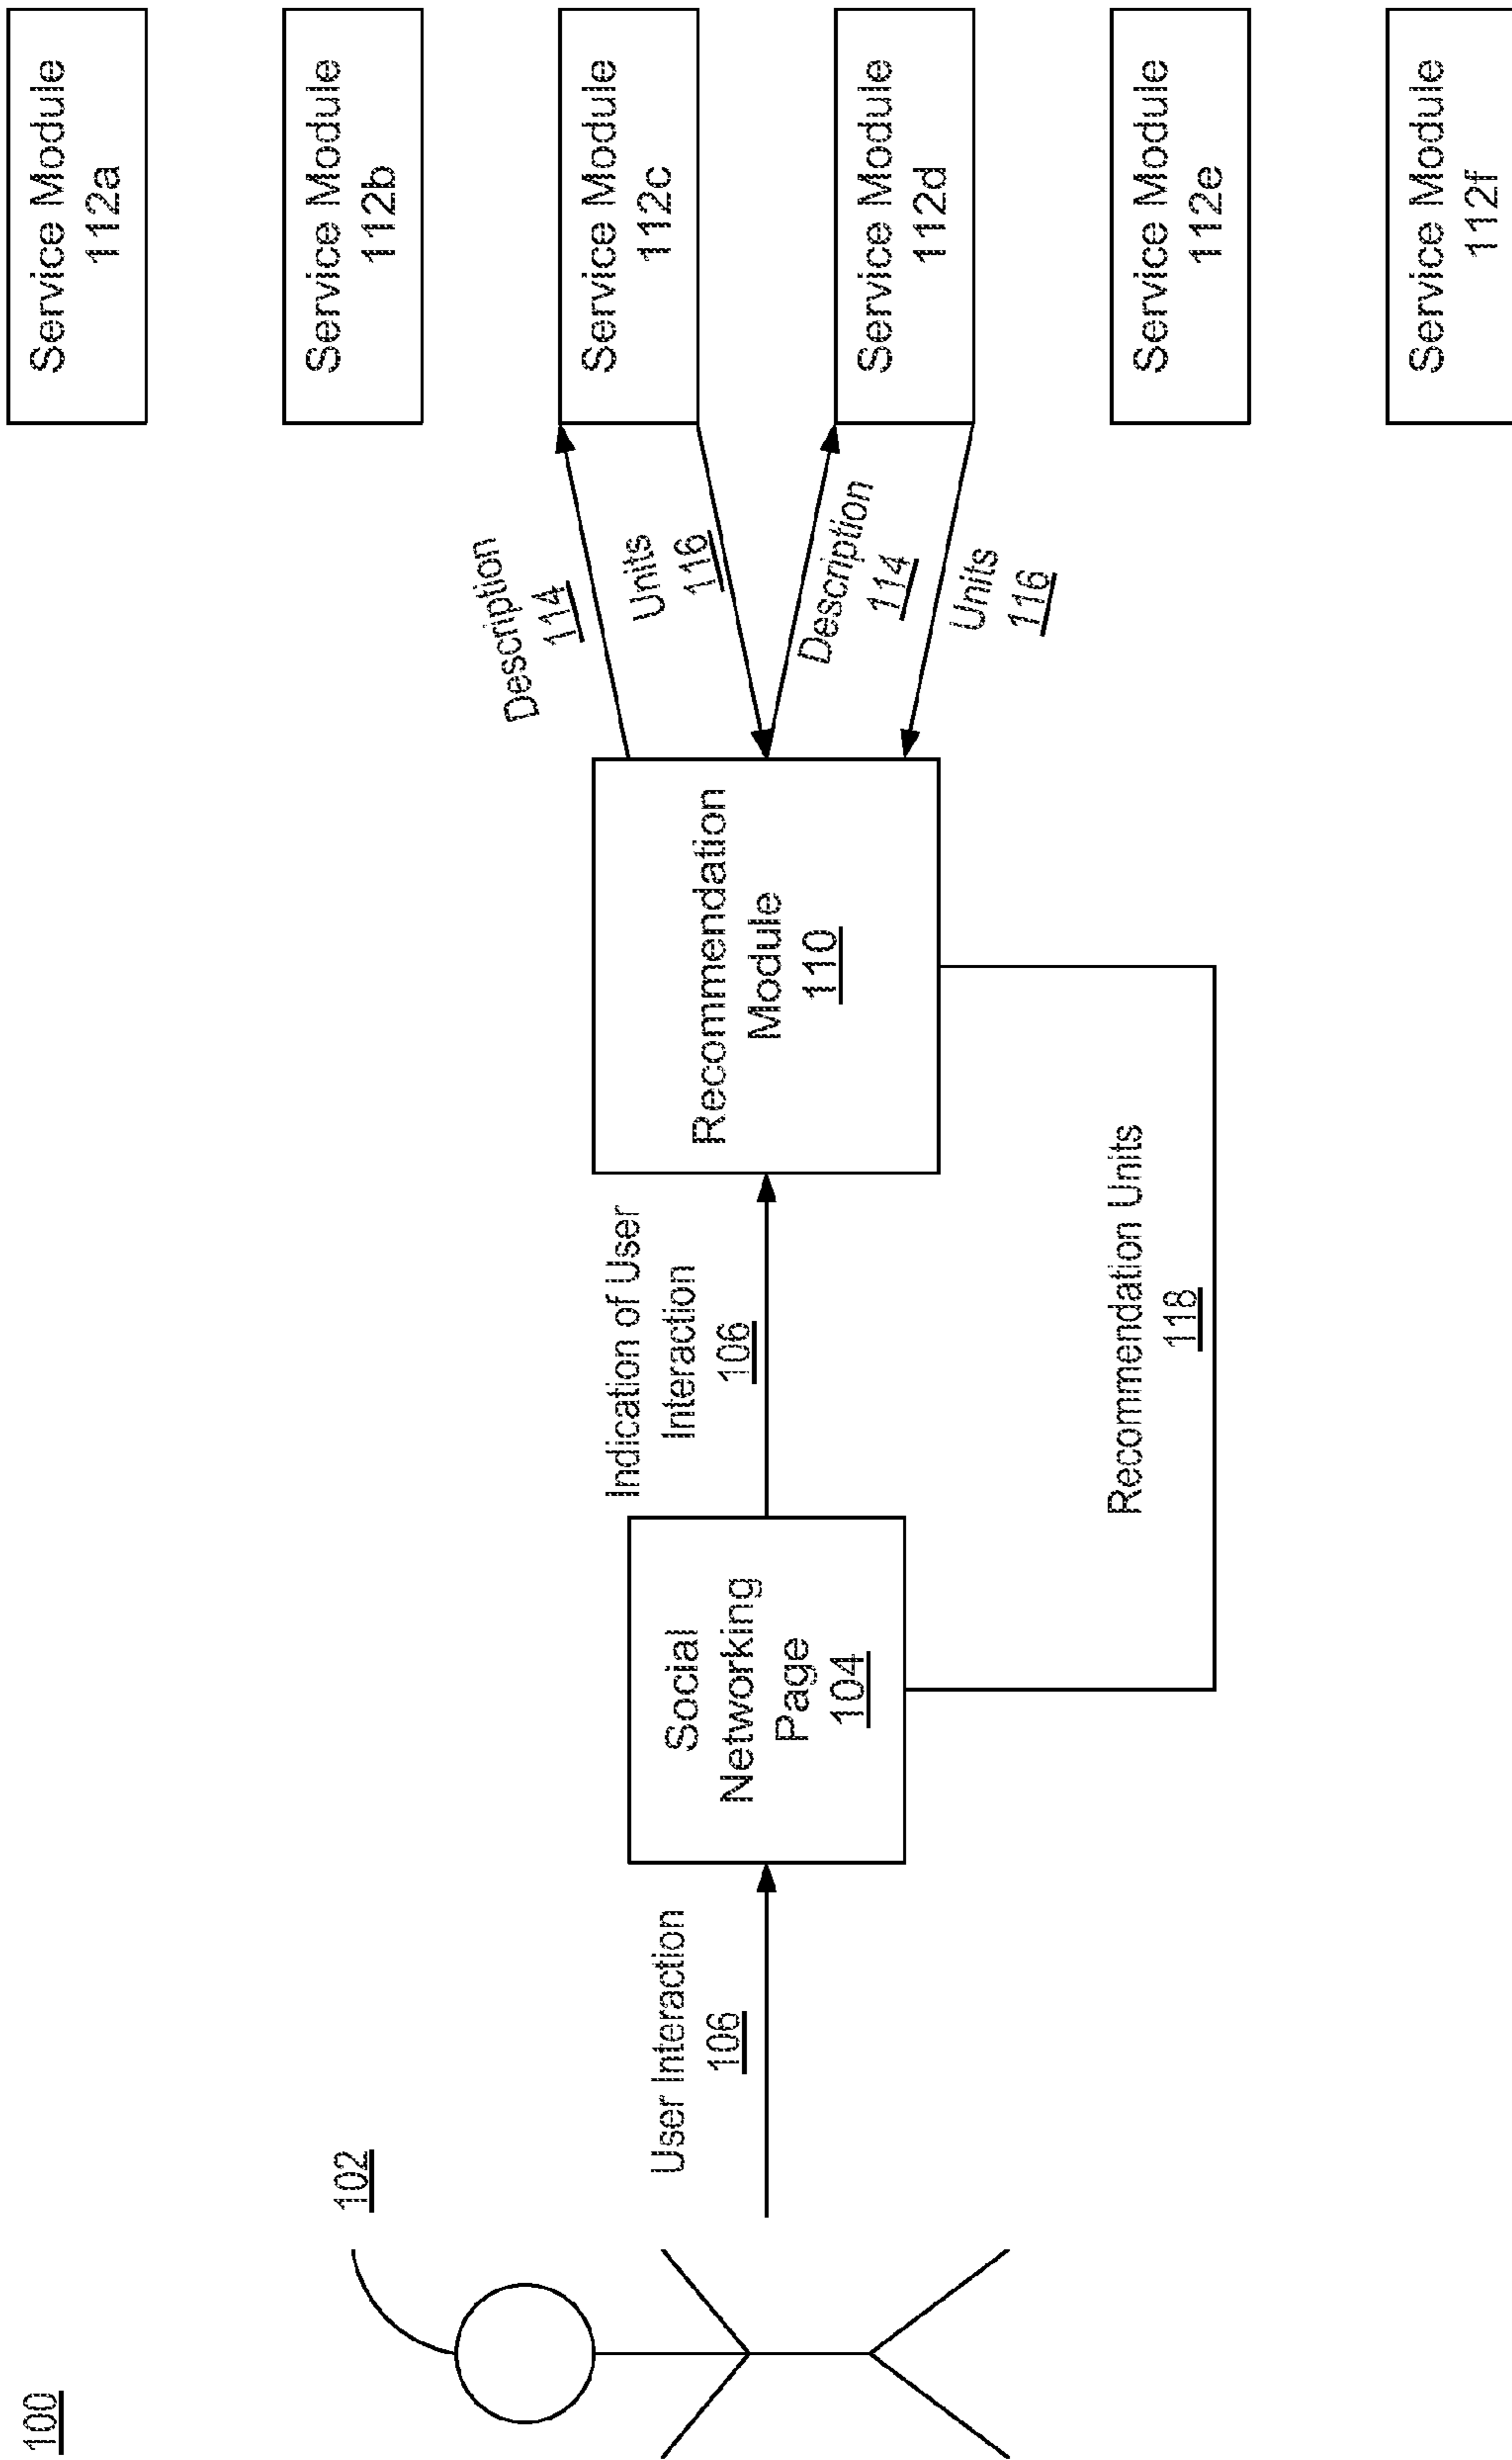 100
102
User Interaction
106
Social
Networking
Page
104
Indication of User
Interaction
106
Recommendation
Module
110
Recommendation Units
118
Description
114
Units
116
Description
114
Units
116
Service Module
112a
Service Module
112b
Service Module
112c
Service Module
112d
Service Module
112e
Service Module
112f